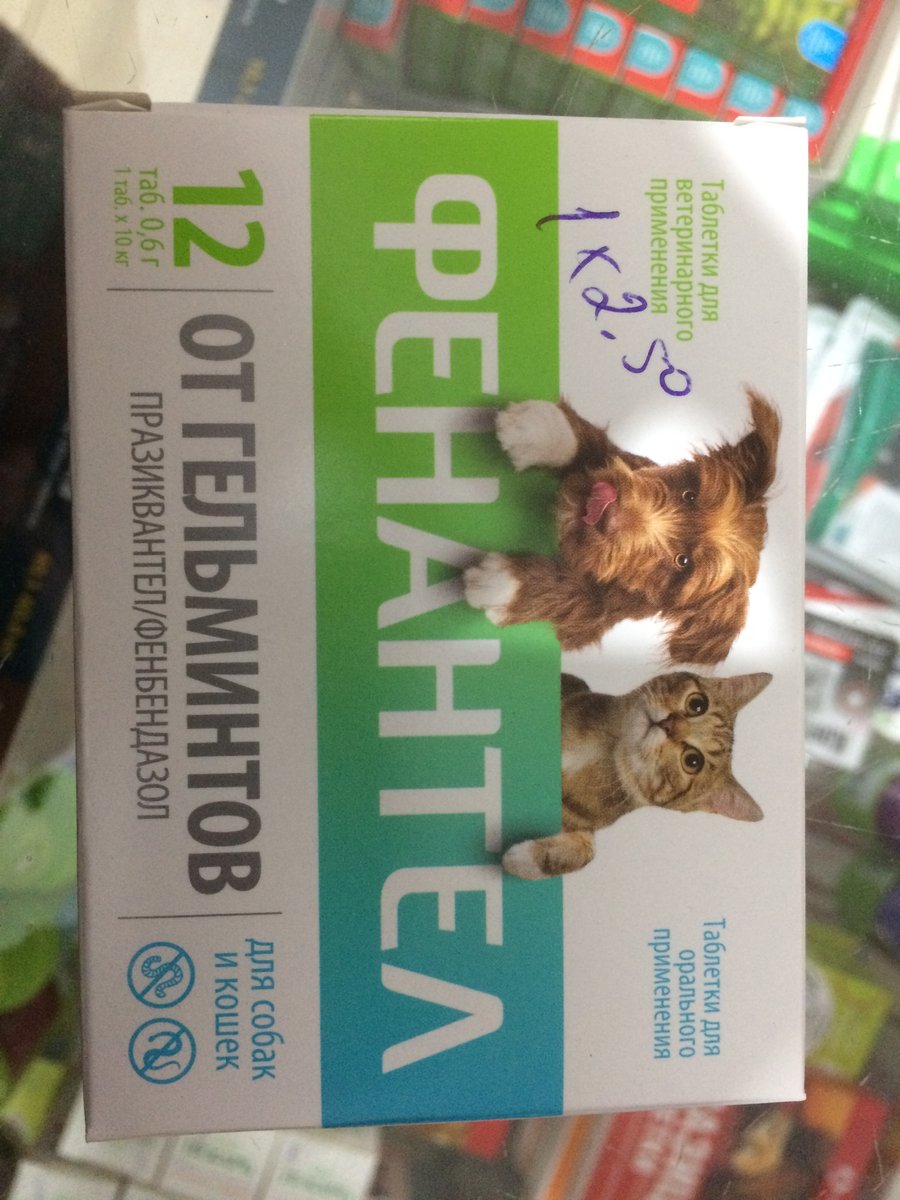 Таблетки для
ветеринарного
применения
1 x 2.50
Таблетки для
орального
применения
ФЕНАНТЕЛ
12
таб. 0,6 г
1 таб. х 10 кг
ОТ ГЕЛЬМИНТОВ
ПРАЗИКВАНТЕЛ/ФЕНБЕНДАЗОЛ
для собак
и кошек